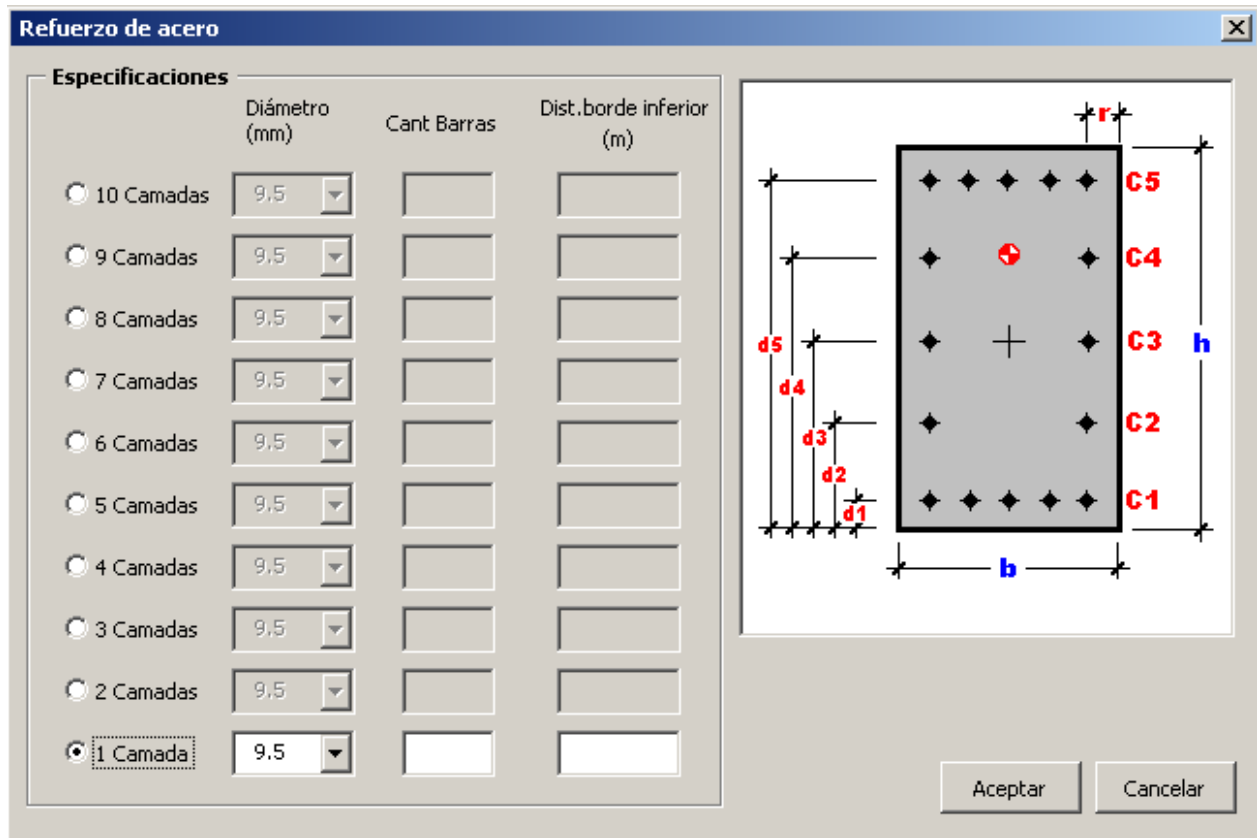 Refuerzo de acero
Especificaciones
Diámetro
(mm)
Cant Barras
Dist.borde inferior
(m)
10 Camadas 9.5
9 Camadas 9.5
8 Camadas 9.5
7 Camadas 9.5
6 Camadas 9.5
5 Camadas 9.5
4 Camadas 9.5
3 Camadas 9.5
2 Camadas 9.5
1 Camada 9.5
r
C5
C4
C3
C2
C1
d5
d4
d3
d2
d1
h
b
Aceptar
Cancelar